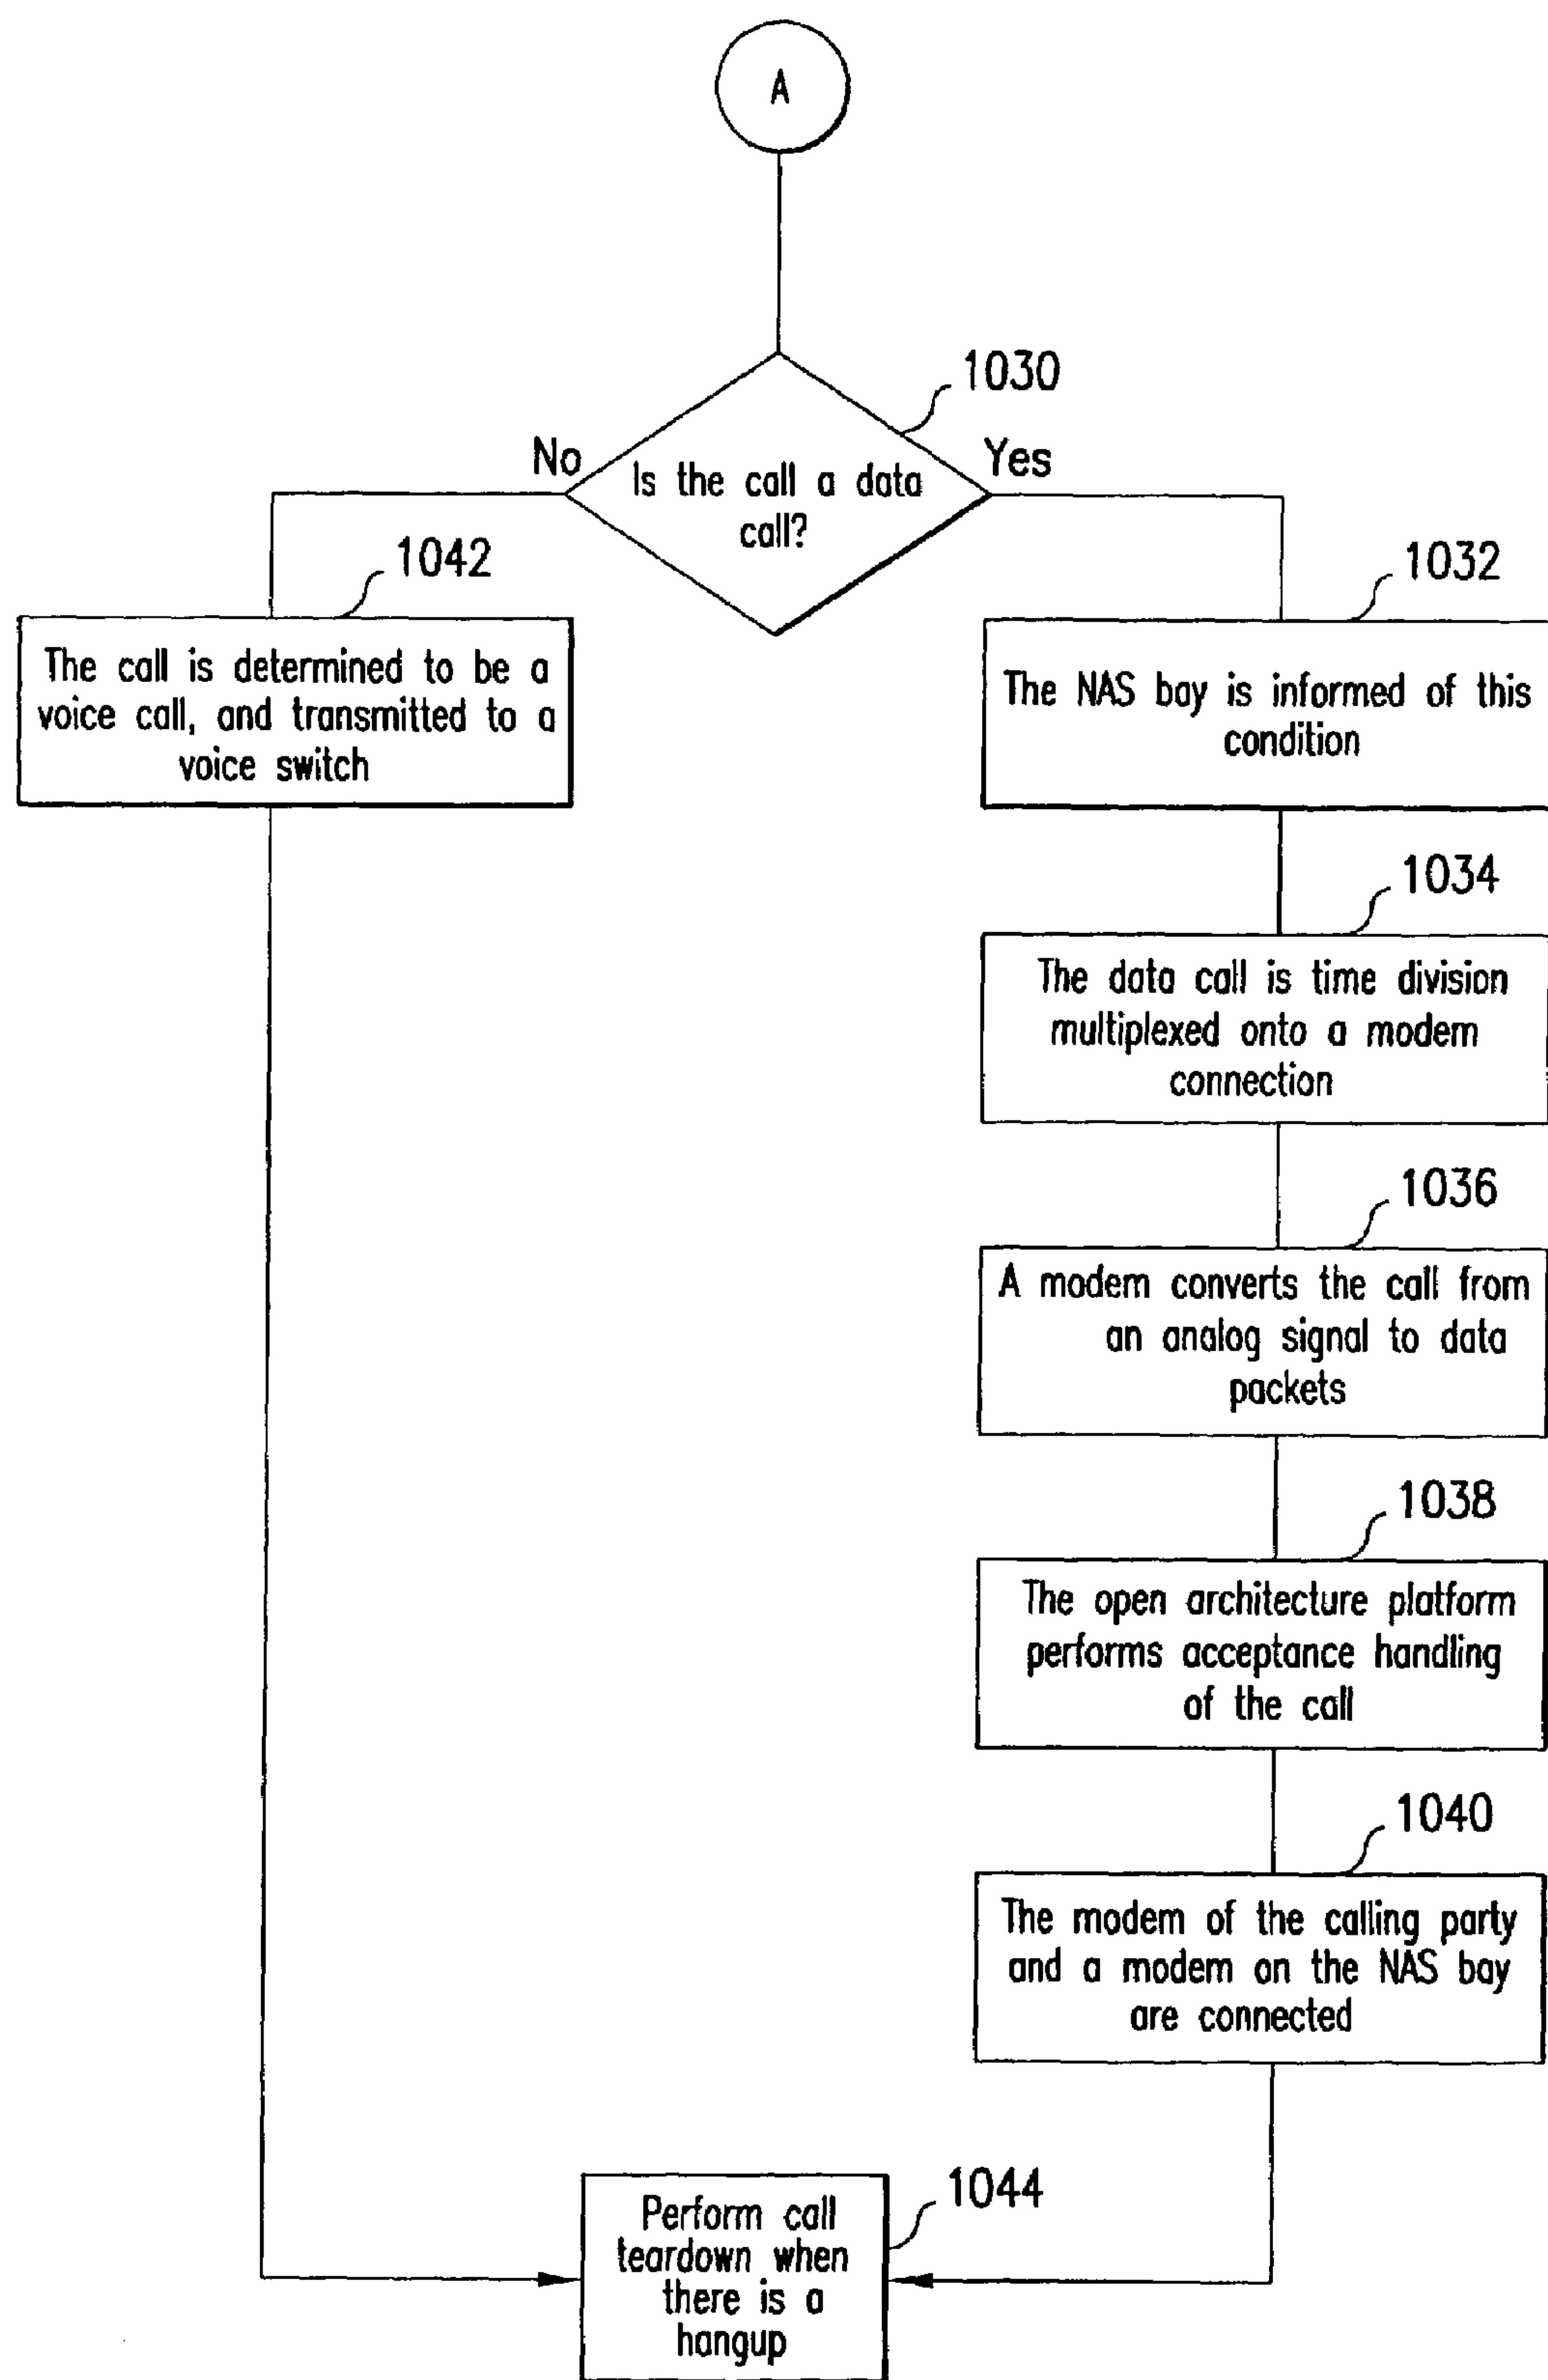 A
1030
No
Yes
Is the call a data
call?
1042
The call is determined to be a
voice call, and transmitted to a
voice switch
1032
The NAS bay is informed of this
condition
1034
The data call is time division
multiplexed onto a modem
connection
1036
A modem converts the call from
an analog signal to data
packets
1038
The open architecture platform
performs acceptance handling
of the call
1040
The modem of the calling party
and a modem on the NAS bay
are connected
1044
Perform call
teardown when
there is a
hangup